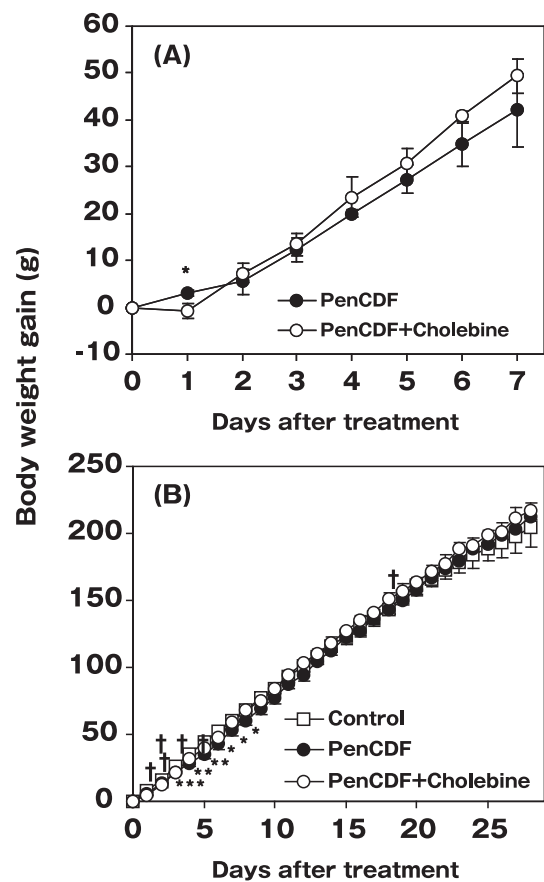 Body weight gain (g)
(A)
60
50
40
30
20
10
0
-10
*
PenCDF
PenCDF+Cholebine
0 1 2 3 4 5 6 7
Days after treatment
(B)
250
200
150
100
50
0
†
† † †
† †
* * * * * * * * * *
Control
PenCDF
PenCDF+Cholebine
0 5 10 15 20 25
Days after treatment